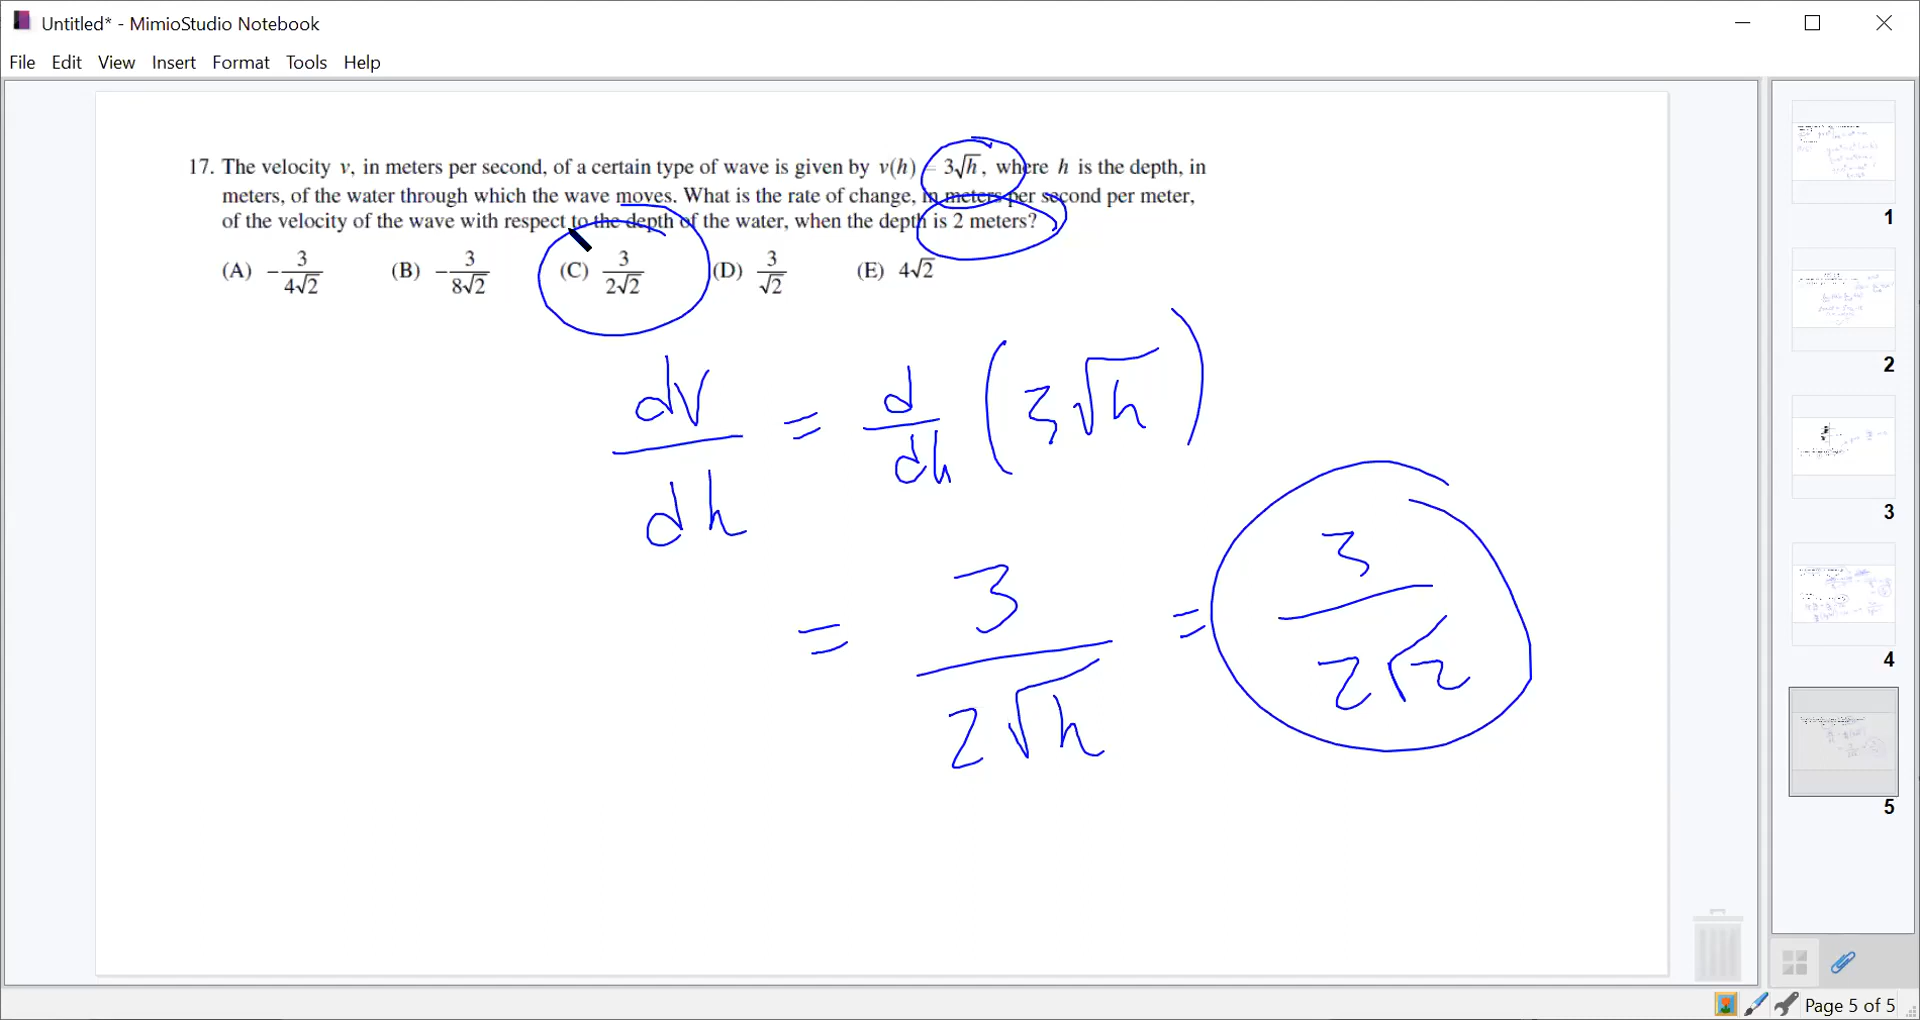 Untitled* - MimioStudio Notebook
File Edit View Insert Format Tools Help
17. The velocity v, in meters per second, of a certain type of wave is given by v(h) = 3√h, where h is the depth, in
meters, of the water through which the wave moves. What is the rate of change, in meters per second per meter,
of the velocity of the wave with respect to the depth of the water, when the depth is 2 meters?
(A) -3/(4√2) (B) -3/(8√2) (C) 3/(2√2) (D) 3/√2 (E) 4√2
dv/dh = d/dh (3√h)
= 3/(2√h) = 3/(2√2)
1
2
3
4
5
Page 5 of 5